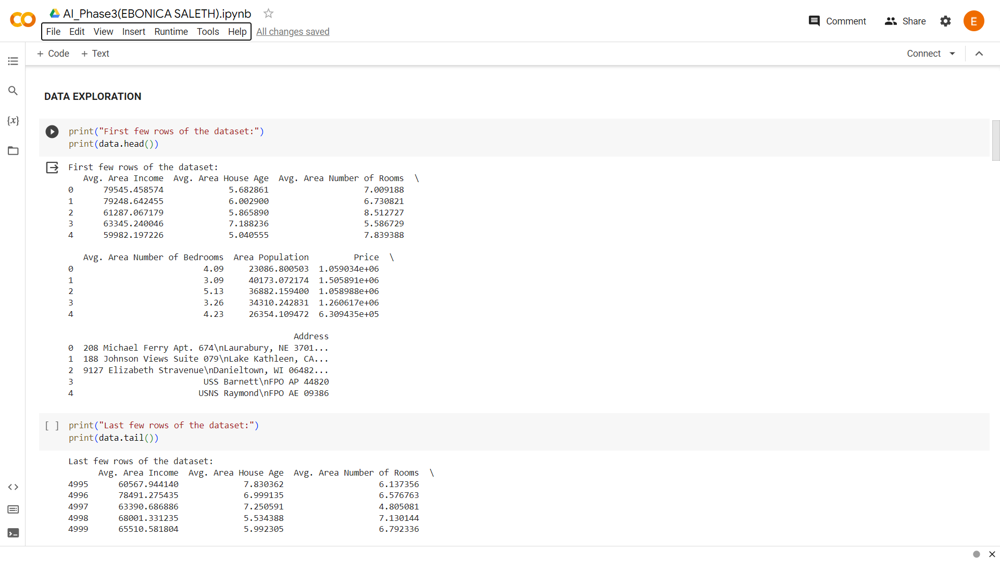 AI_Phase3(EBONICA SALETH).ipynb
File Edit View Insert Runtime Tools Help All changes saved
Comment Share E
+ Code + Text
Connect
{x}
DATA EXPLORATION
print("First few rows of the dataset:")
print(data.head())
First few rows of the dataset:
   Avg. Area Income  Avg. Area House Age  Avg. Area Number of Rooms  \
0      79545.458574             5.682861                   7.009188
1      79248.642455             6.002900                   6.730821
2      61287.067179             5.865890                   8.512727
3      63345.240046             7.188236                   5.586729
4      59982.197226             5.040555                   7.839388
   Avg. Area Number of Bedrooms  Area Population         Price  \
0                          4.09     23086.800503  1.059034e+06
1                          3.09     40173.072174  1.505891e+06
2                          5.13     36882.159400  1.058988e+06
3                          3.26     34310.242831  1.260617e+06
4                          4.23     26354.109472  6.309435e+05
                                             Address
0  208 Michael Ferry Apt. 674\nLaurabury, NE 3701...
1  188 Johnson Views Suite 079\nLake Kathleen, CA...
2  9127 Elizabeth Stravenue\nDanieltown, WI 06482...
3                          USS Barnett\nFPO AP 44820
4                         USNS Raymond\nFPO AE 09386
[ ] print("Last few rows of the dataset:")
print(data.tail())
Last few rows of the dataset:
      Avg. Area Income  Avg. Area House Age  Avg. Area Number of Rooms  \
4995      60567.944140             7.830362                   6.137356
4996      78491.275435             6.999135                   6.576763
4997      63390.686886             7.250591                   4.805081
4998      68001.331235             5.534388                   7.130144
4999      65510.581804             5.992305                   6.792336